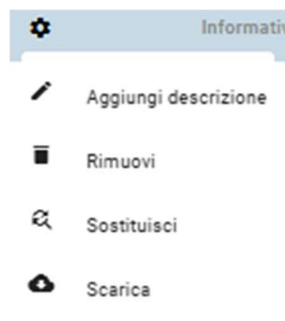 Informativ
Aggiungi descrizione
Rimuovi
Sostituisci
Scarica